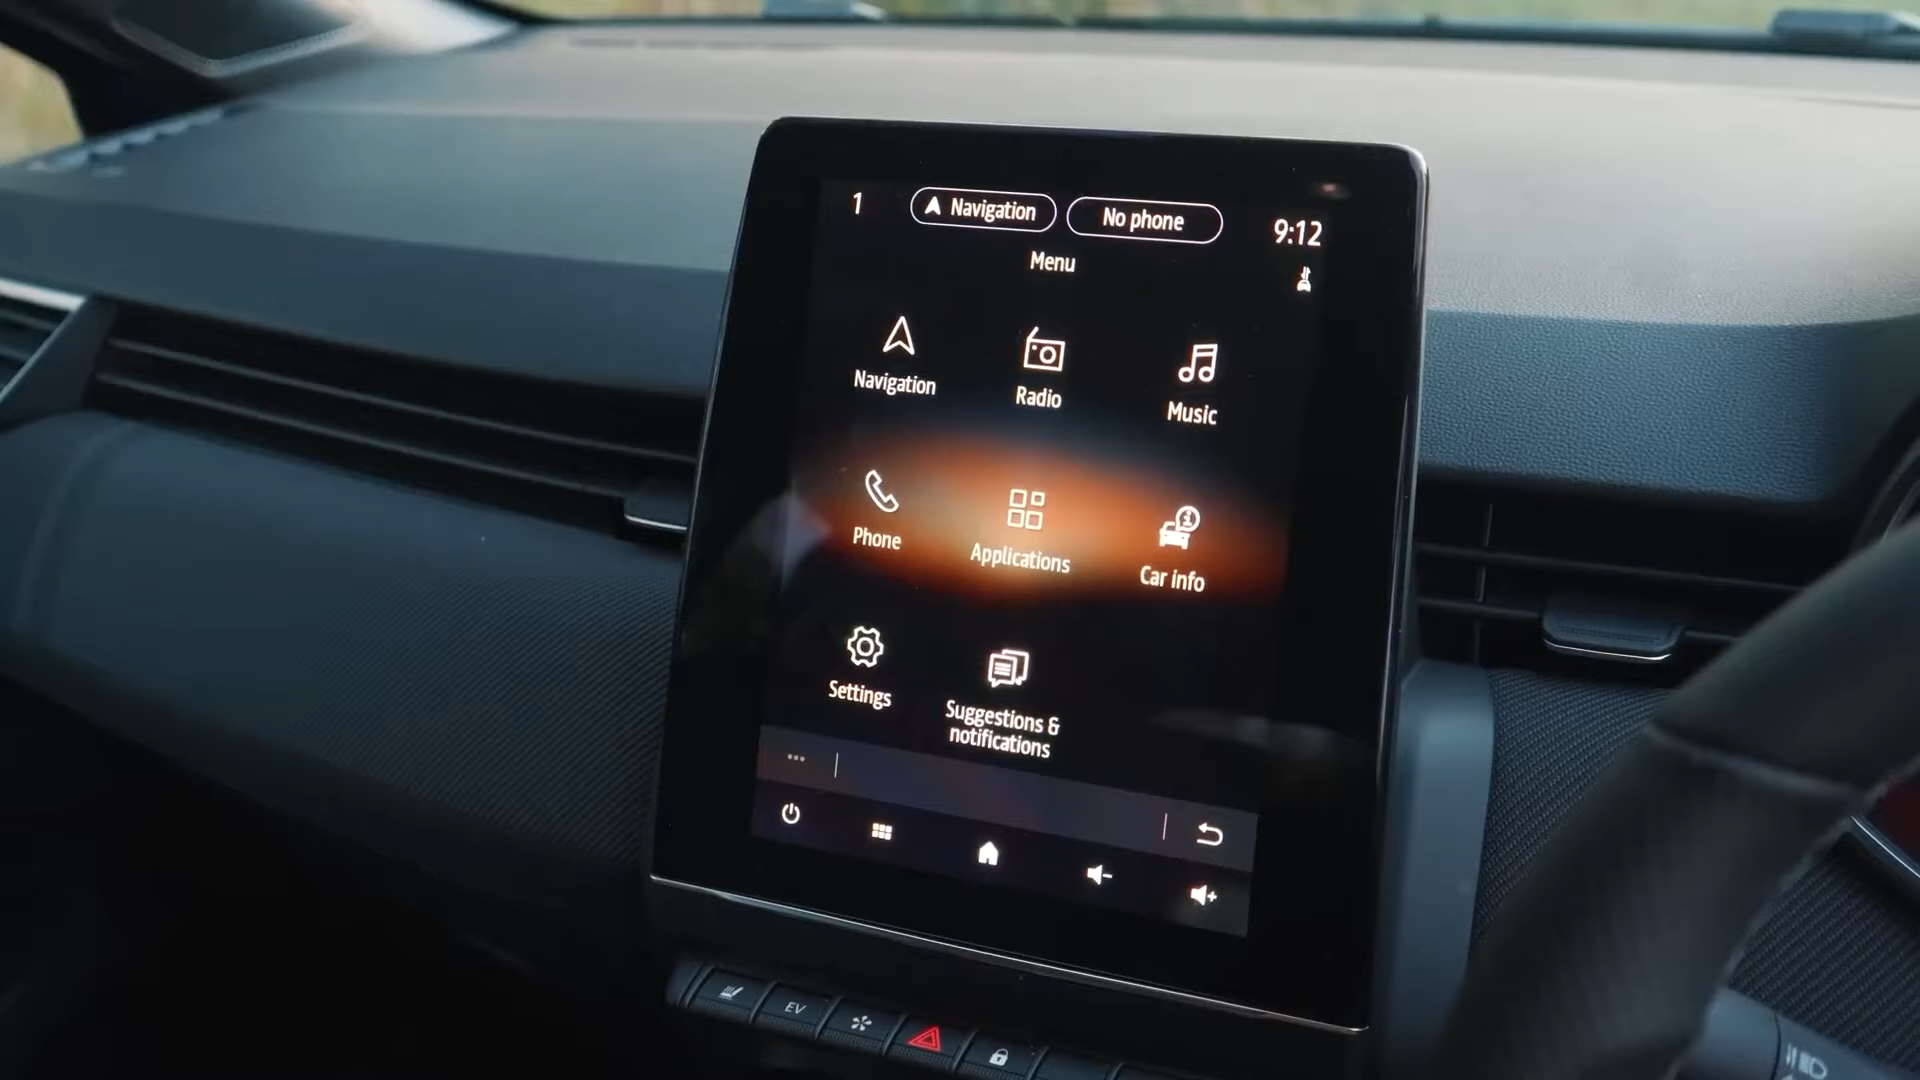 1
Navigation
No phone
9:12
Menu
Navigation
Radio
Music
Phone
Applications
Car info
Settings
Suggestions &
notifications
EV